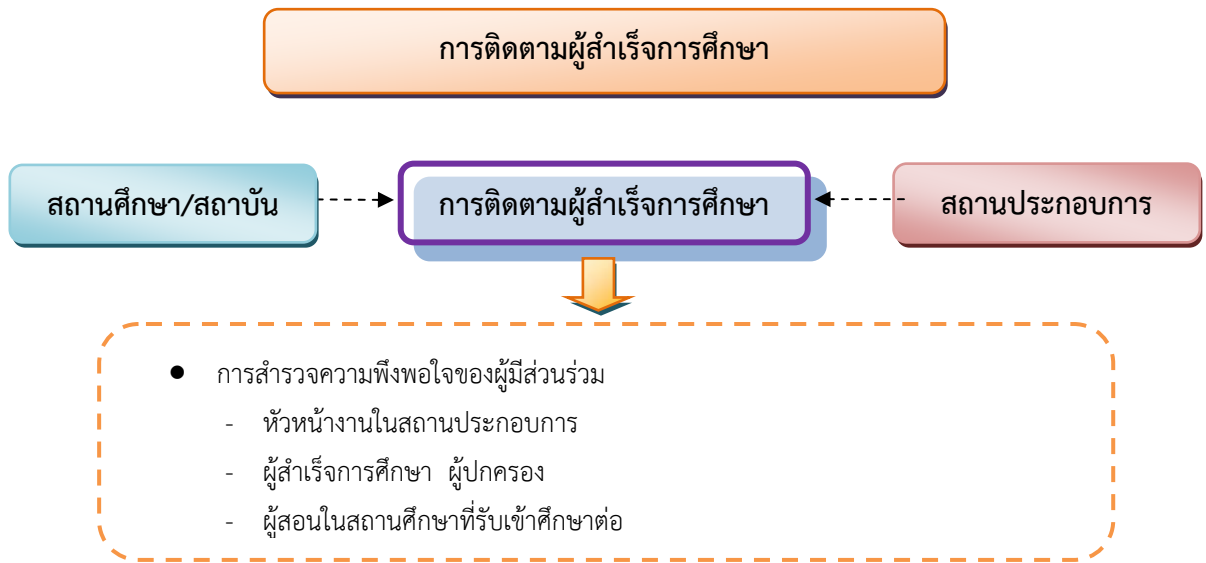 การติดตามผู้สำเร็จการศึกษา
สถานศึกษา/สถาบัน
การติดตามผู้สำเร็จการศึกษา
สถานประกอบการ
● การสำรวจความพึงพอใจของผู้มีส่วนร่วม
- หัวหน้างานในสถานประกอบการ
- ผู้สำเร็จการศึกษา ผู้ปกครอง
- ผู้สอนในสถานศึกษาที่รับเข้าศึกษาต่อ